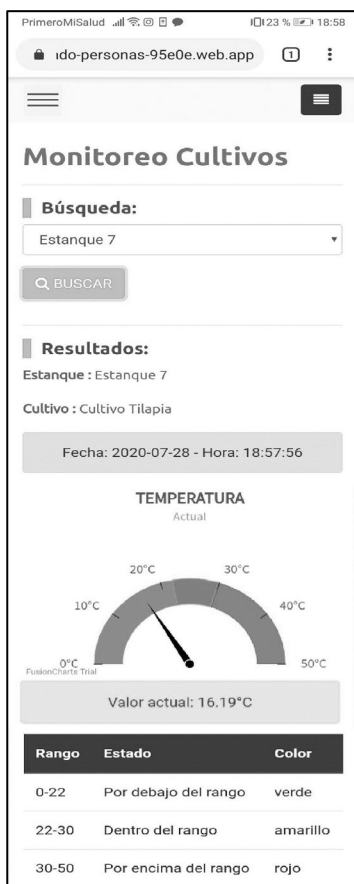 PrimeroMiSalud 23 % 18:58
ıdo-personas-95e0e.web.app 1
Monitoreo Cultivos
Búsqueda:
Estanque 7
BUSCAR
Resultados:
Estanque : Estanque 7
Cultivo : Cultivo Tilapia
Fecha: 2020-07-28 - Hora: 18:57:56
TEMPERATURA
Actual
20°C 30°C
10°C 40°C
0°C 50°C
FusionCharts Trial
Valor actual: 16.19°C
Rango Estado Color
0-22 Por debajo del rango verde
22-30 Dentro del rango amarillo
30-50 Por encima del rango rojo